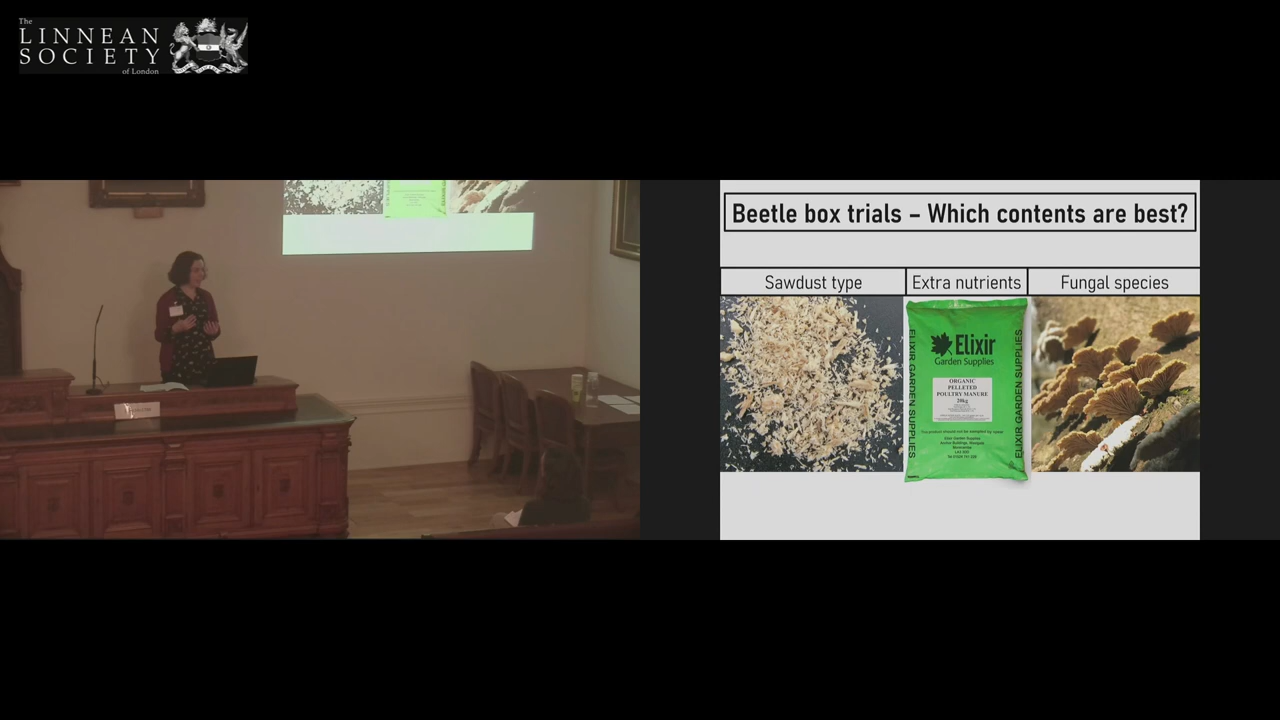 The
LINNEAN
SOCIETY
of London
Beetle box trials – Which contents are best?
Sawdust type
Extra nutrients
Fungal species
ELIXIR GARDEN SUPPLIES
Elixir
Garden Supplies
ORGANIC
PELLETED
POULTRY MANURE
20kg
ELIXIR GARDEN SUPPLIES